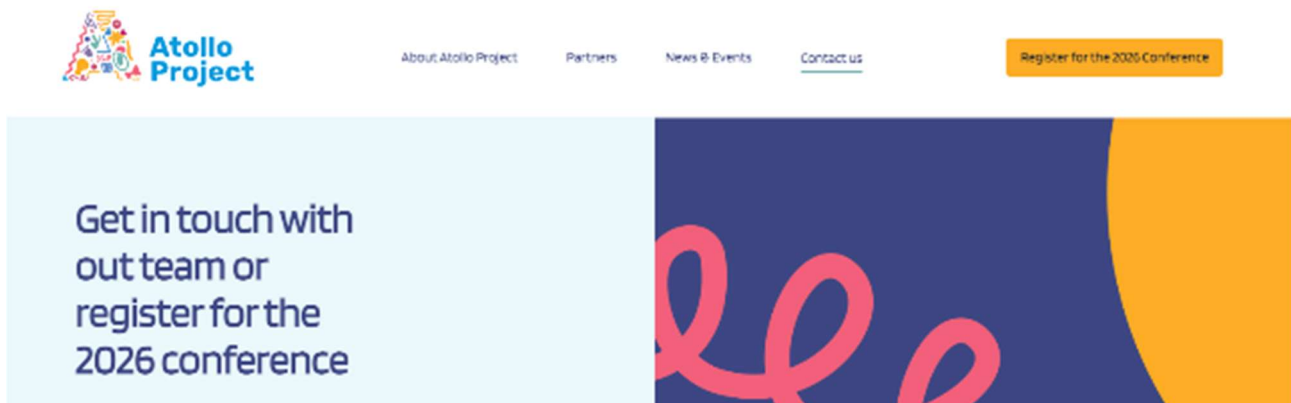 Atollo
Project
About Atollo Project
Partners
News & Events
Contact us
Register for the 2026 Conference
Get in touch with
out team or
register for the
2026 conference